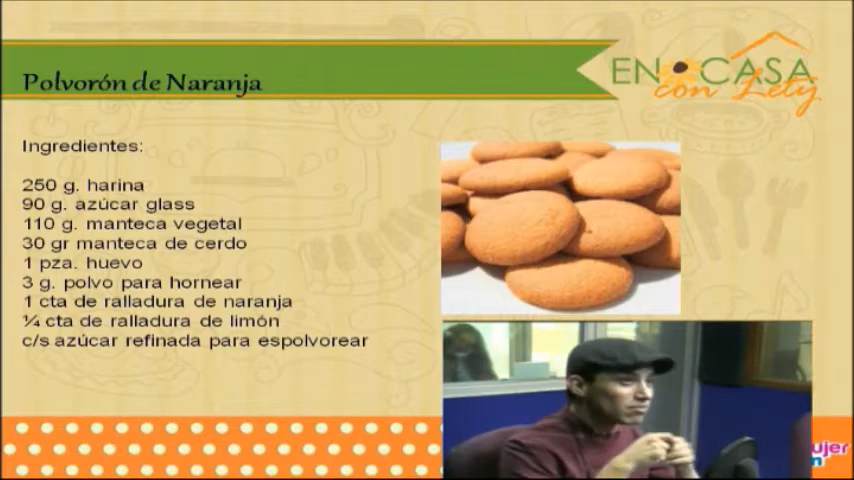 Polvorón de Naranja
EN CASA
con Lety
Ingredientes:
250 g. harina
90 g. azúcar glass
110 g. manteca vegetal
30 gr manteca de cerdo
1 pza. huevo
3 g. polvo para hornear
1 cta de ralladura de naranja
¼ cta de ralladura de limón
c/s azúcar refinada para espolvorear